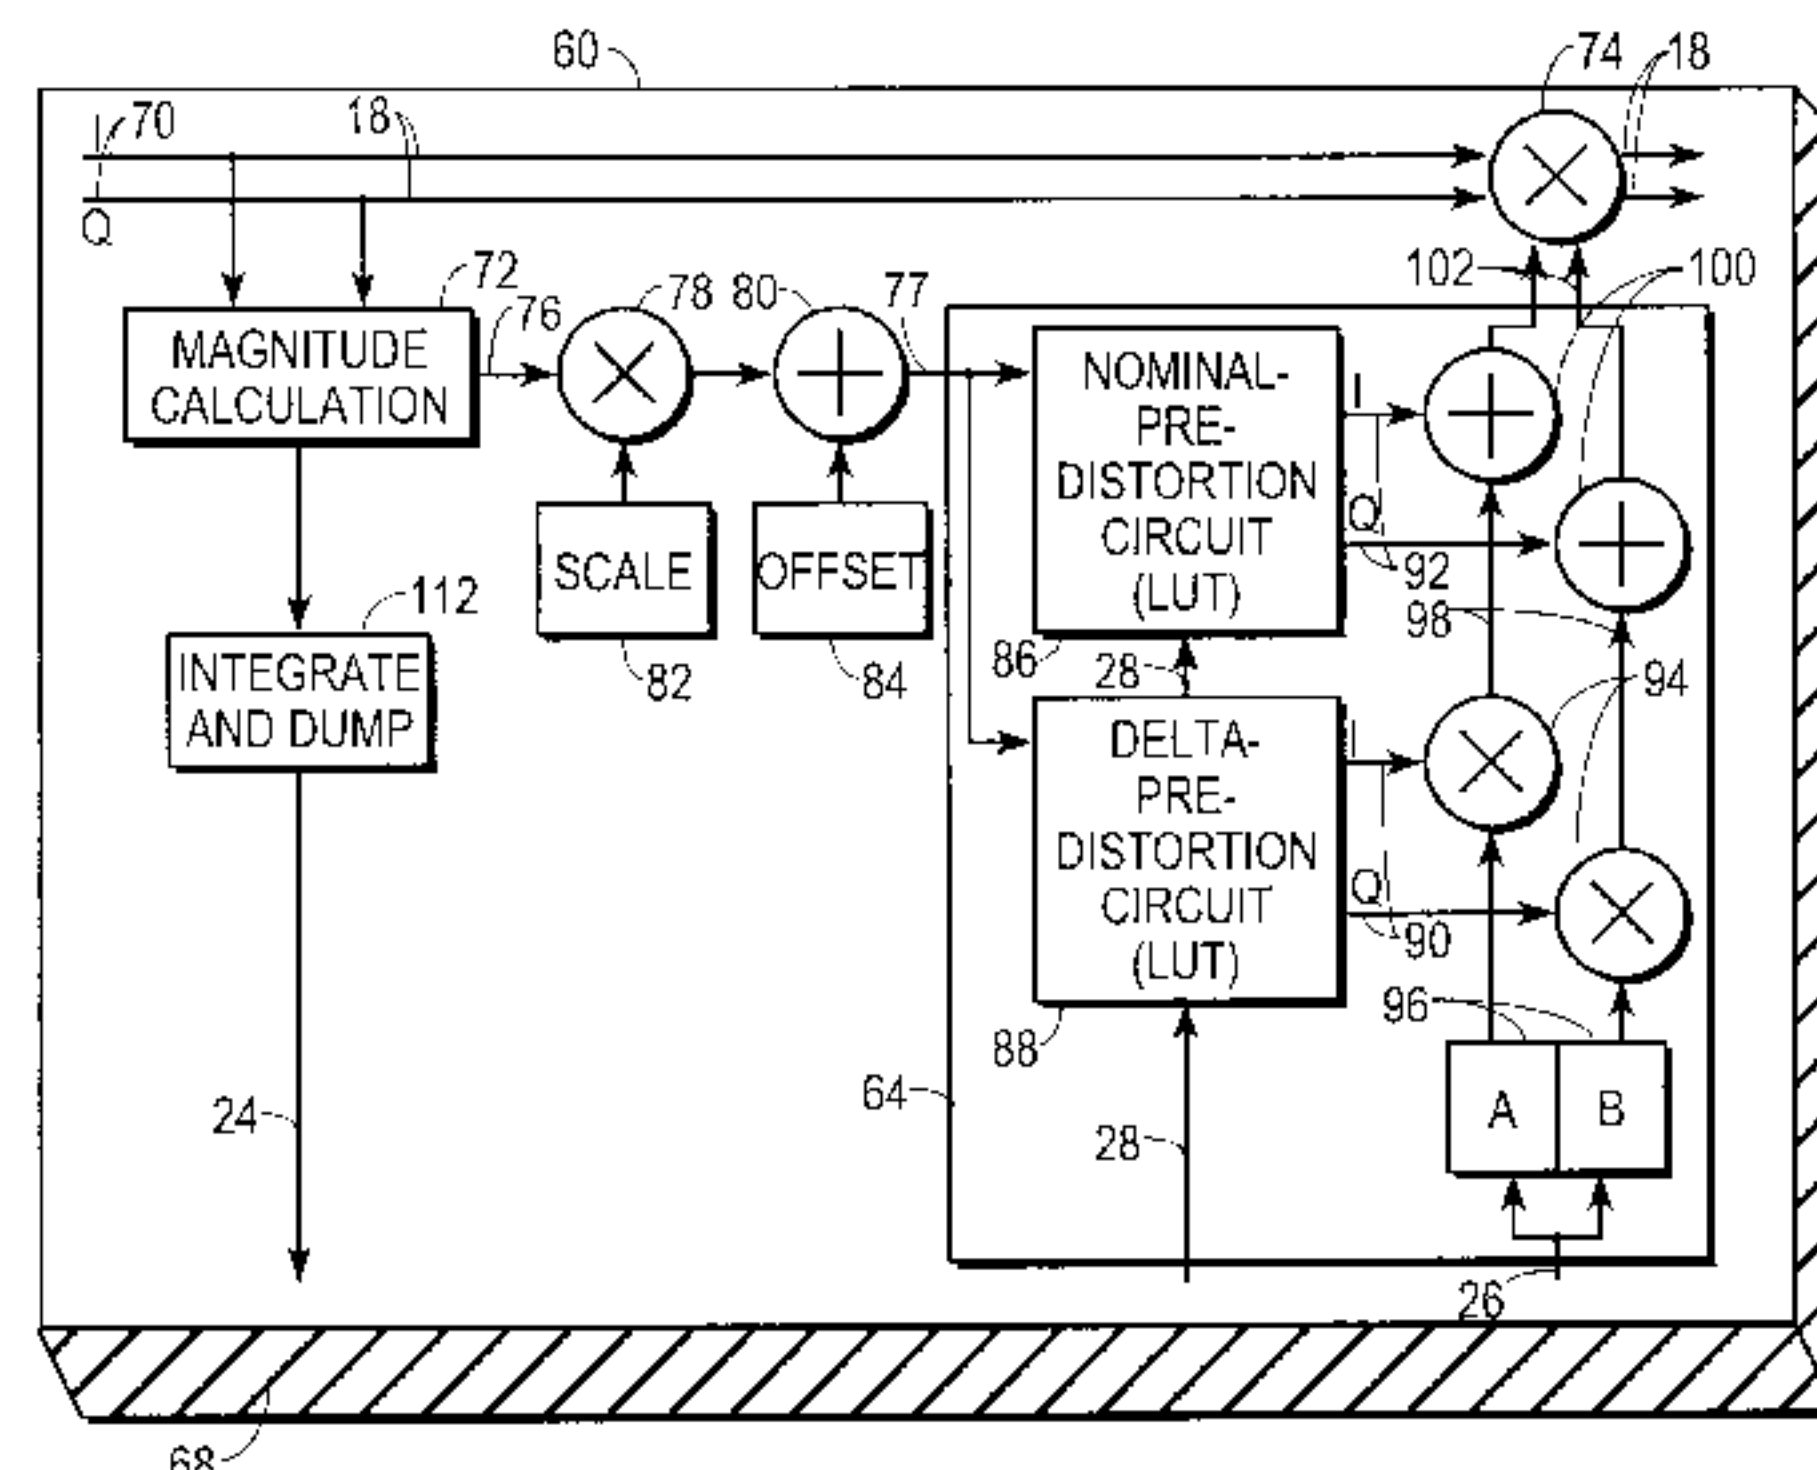 60
74
18
I
70
18
Q
72
76
78
80
77
102
100
MAGNITUDE
CALCULATION
NOMINAL-
PRE-
DISTORTION
CIRCUIT
(LUT)
I
Q
92
SCALE
OFFSET
112
98
82
84
86
28
94
INTEGRATE
AND DUMP
DELTA-
PRE-
DISTORTION
CIRCUIT
(LUT)
I
Q
90
96
88
64
A
B
24
28
26
68